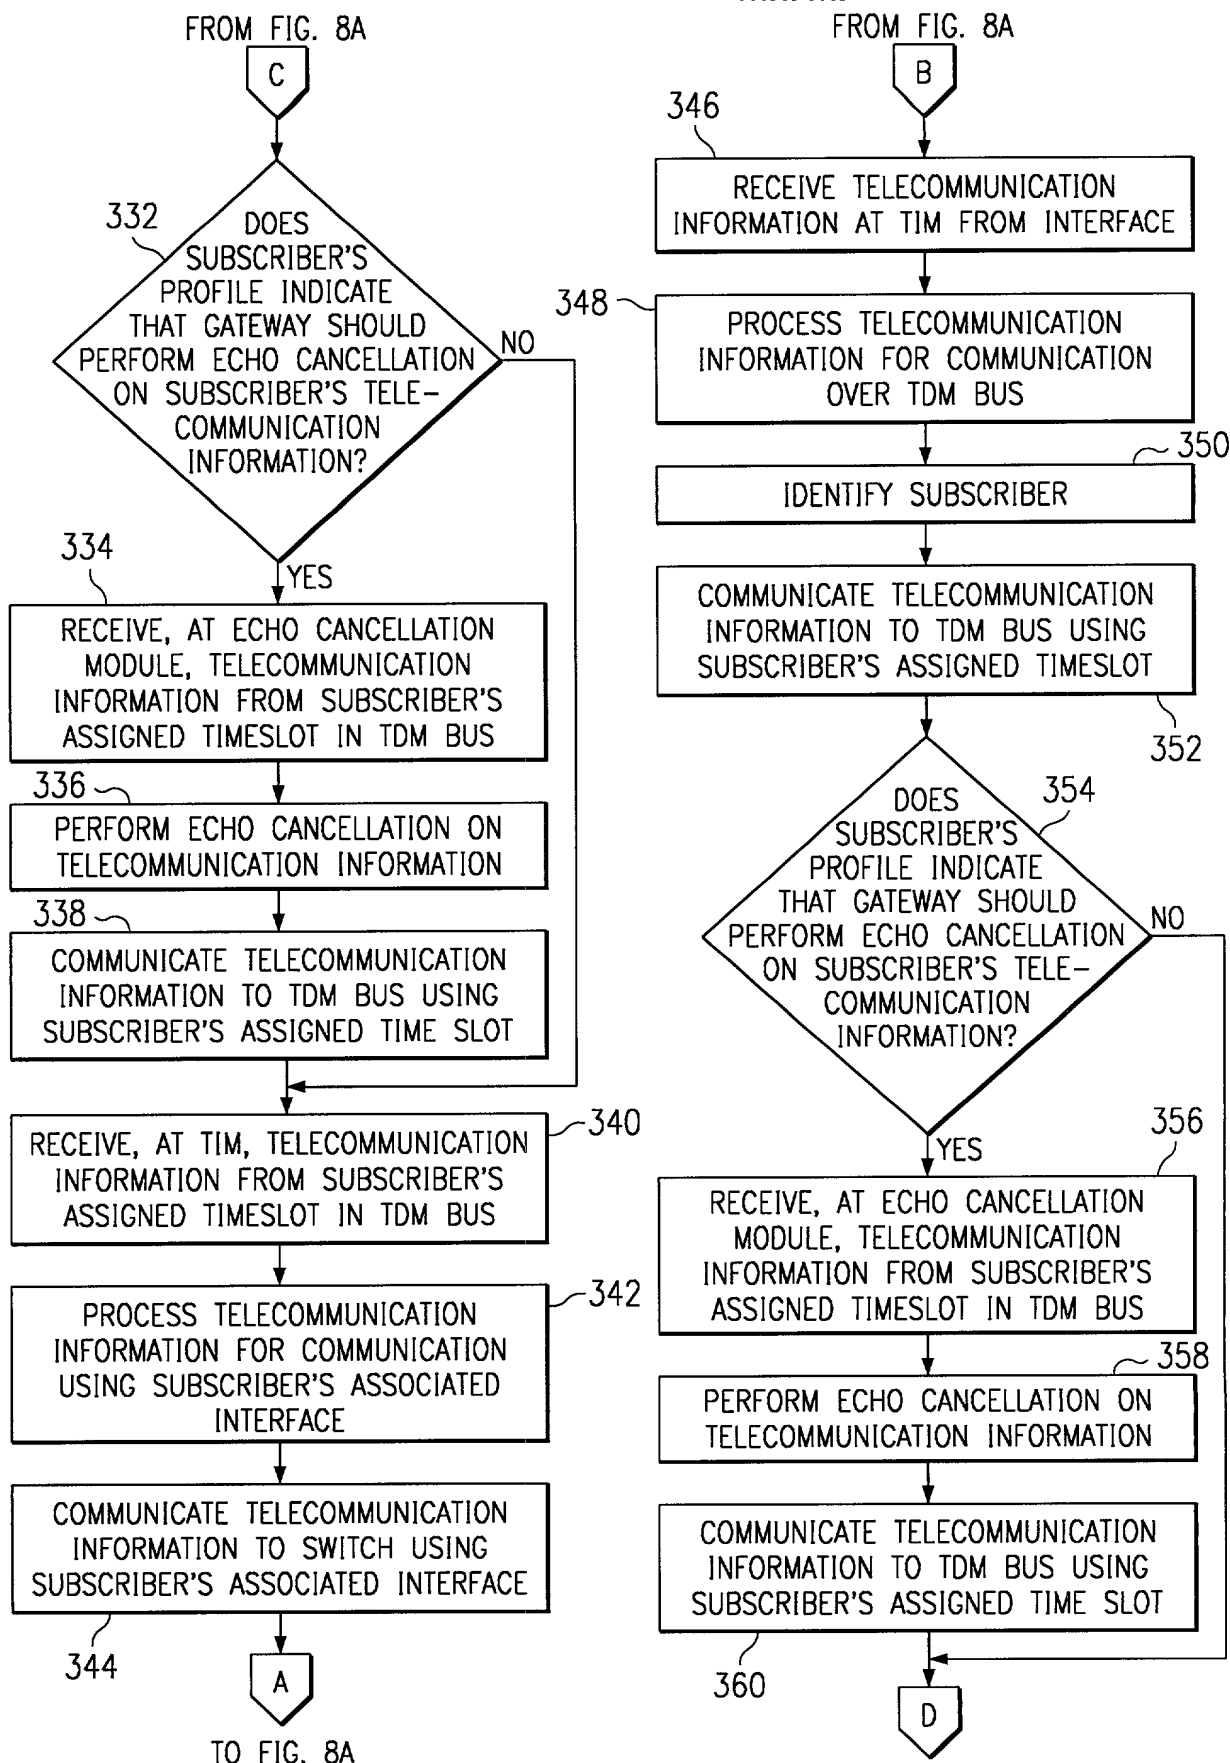 FROM FIG. 8A
C
332
DOES
SUBSCRIBER'S
PROFILE INDICATE
THAT GATEWAY SHOULD
PERFORM ECHO CANCELLATION
ON SUBSCRIBER'S TELE-
COMMUNICATION
INFORMATION?
NO
YES
334
RECEIVE, AT ECHO CANCELLATION
MODULE, TELECOMMUNICATION
INFORMATION FROM SUBSCRIBER'S
ASSIGNED TIMESLOT IN TDM BUS
336
PERFORM ECHO CANCELLATION ON
TELECOMMUNICATION INFORMATION
338
COMMUNICATE TELECOMMUNICATION
INFORMATION TO TDM BUS USING
SUBSCRIBER'S ASSIGNED TIME SLOT
340
RECEIVE, AT TIM, TELECOMMUNICATION
INFORMATION FROM SUBSCRIBER'S
ASSIGNED TIMESLOT IN TDM BUS
342
PROCESS TELECOMMUNICATION
INFORMATION FOR COMMUNICATION
USING SUBSCRIBER'S ASSOCIATED
INTERFACE
COMMUNICATE TELECOMMUNICATION
INFORMATION TO SWITCH USING
SUBSCRIBER'S ASSOCIATED INTERFACE
344
A
TO FIG. 8A
FROM FIG. 8A
B
346
RECEIVE TELECOMMUNICATION
INFORMATION AT TIM FROM INTERFACE
348
PROCESS TELECOMMUNICATION
INFORMATION FOR COMMUNICATION
OVER TDM BUS
350
IDENTIFY SUBSCRIBER
COMMUNICATE TELECOMMUNICATION
INFORMATION TO TDM BUS USING
SUBSCRIBER'S ASSIGNED TIMESLOT
352
354
DOES
SUBSCRIBER'S
PROFILE INDICATE
THAT GATEWAY SHOULD
PERFORM ECHO CANCELLATION
ON SUBSCRIBER'S TELE-
COMMUNICATION
INFORMATION?
NO
YES
356
RECEIVE, AT ECHO CANCELLATION
MODULE, TELECOMMUNICATION
INFORMATION FROM SUBSCRIBER'S
ASSIGNED TIMESLOT IN TDM BUS
358
PERFORM ECHO CANCELLATION ON
TELECOMMUNICATION INFORMATION
COMMUNICATE TELECOMMUNICATION
INFORMATION TO TDM BUS USING
SUBSCRIBER'S ASSIGNED TIME SLOT
360
D